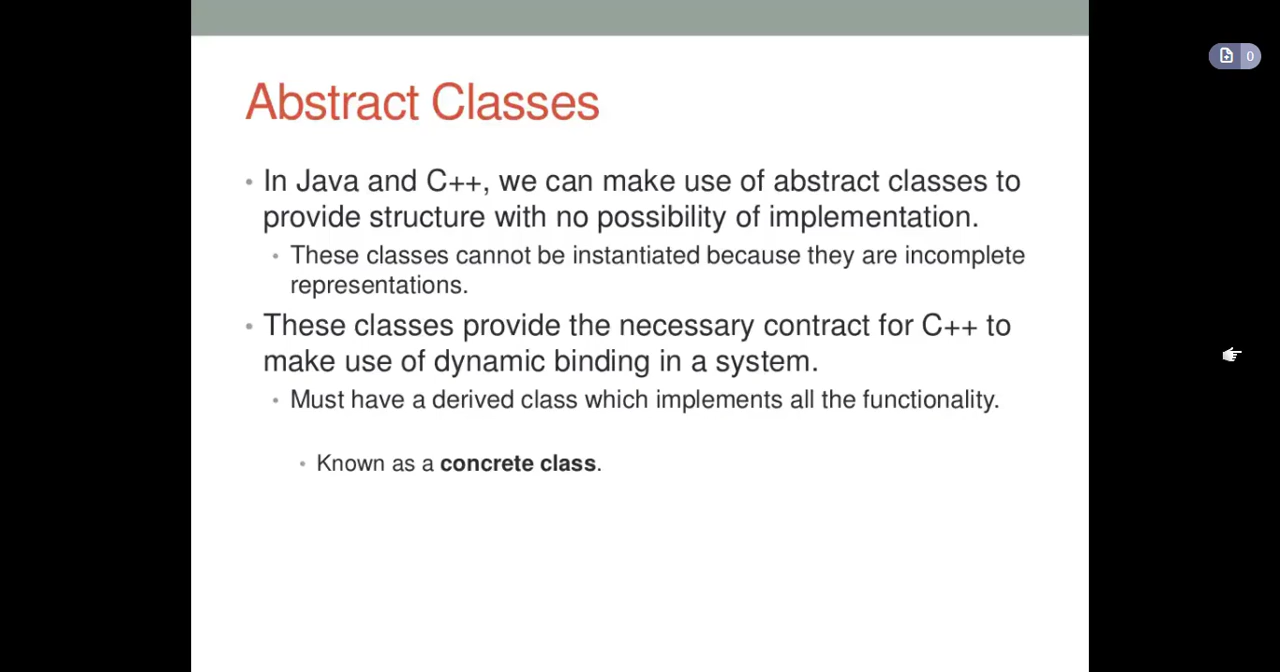 Abstract Classes
• In Java and C++, we can make use of abstract classes to
provide structure with no possibility of implementation.
• These classes cannot be instantiated because they are incomplete
representations.
• These classes provide the necessary contract for C++ to
make use of dynamic binding in a system.
• Must have a derived class which implements all the functionality.
• Known as a concrete class.
0